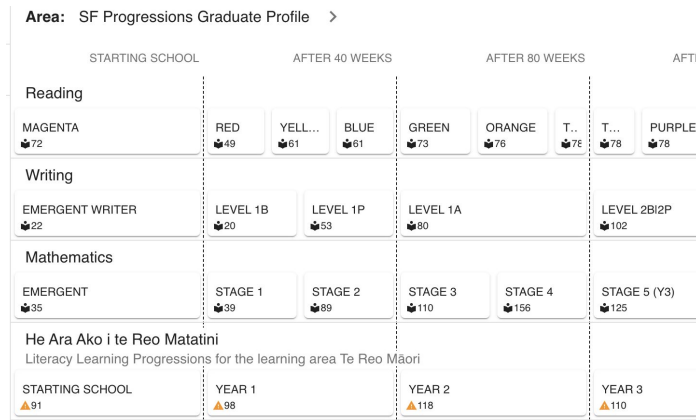 Area: SF Progressions Graduate Profile
STARTING SCHOOL AFTER 40 WEEKS AFTER 80 WEEKS AFT
Reading
MAGENTA RED YELL... BLUE GREEN ORANGE T.. T... PURPLE
72 49 61 61 73 76 78 78 78
Writing
EMERGENT WRITER LEVEL 1B LEVEL 1P LEVEL 1A LEVEL 2BI2P
22 20 53 80 102
Mathematics
EMERGENT STAGE 1 STAGE 2 STAGE 3 STAGE 4 STAGE 5 (Y3)
35 39 89 110 156 125
He Ara Ako i te Reo Matatini
Literacy Learning Progressions for the learning area Te Reo Māori
STARTING SCHOOL YEAR 1 YEAR 2 YEAR 3
91 98 118 110